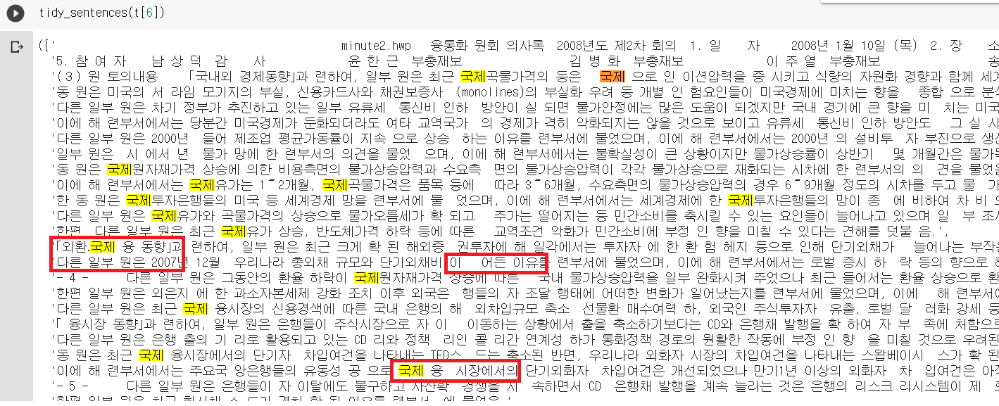 tidy_sentences(t[6])
([' minute2.hwp 융통화 원회 의사록 2008년도 제2차 회의 1. 일 자 2008년 1월 10일 (목) 2. 장 소
'5. 참 여 자 남 상 덕 감 사 윤 한 근 부총재보 김 병 화 부총재보 이 주 열 부총재보 송
'(3) 원 토의내용 「국내외 경제동향」과 련하여, 일부 원은 최근 국제곡물가격의 등은 국제 으로 인 이션압력을 증 시키고 식량의 자원화 경향과 함께 세계
'동 원은 미국의 서 라임 모기지의 부실, 신용카드사와 채권보증사 (monolines)의 부실화 우려 등 개별 인 험요인들이 미국경제에 미치는 향을 종합 으로 분
'다른 일부 원은 차기 정부가 추진하고 있는 일부 유류세 통신비 인하 방안이 실 되면 물가안정에는 많은 도움이 되겠지만 국내 경기에 큰 향을 미 치는 미국
'이에 해 련부서에서는 당분간 미국경제가 둔화되더라도 여타 교역국가 의 경제가 격히 악화되지는 않을 것으로 보이고 유류세 통신비 인하 방안도 그 실 시
'다른 일부 원은 2000년 들어 제조업 평균가동률이 지속 으로 상승 하는 이유를 련부서에 물었으며, 이에 해 련부서에서는 2000년 의 설비투 자 부진으로 생
'일부 원은 시 에서 년 물가 망에 한 련부서의 의견을 물었 으며, 이에 해 련부서에서는 불확실성이 큰 상황이지만 물가상승률이 상반기 몇 개월간은 물가
'동 원은 국제원자재가격 상승에 의한 비용측면의 물가상승압력과 수요측 면의 물가상승압력이 각각 물가상승으로 재화되는 시차에 한 련부서의 의 견을 물었
'이에 해 련부서에서는 국제유가는 1~2개월, 국제곡물가격은 품목 등에 따라 3~6개월, 수요측면의 물가상승압력의 경우 6~9개월 정도의 시차를 두고 물 가
'한 동 원은 국제투자은행들의 미국 등 세계경제 망을 련부서에 물 었으며, 이에 해 련부서에서는 세계경제에 한 국제투자은행들의 망이 종 에 비하여 차 비
'다른 일부 원은 국제유가와 곡물가격의 상승으로 물가오름세가 확 되고 주가는 떨어지는 등 민간소비를 축시킬 수 있는 요인들이 늘어나고 있으며 일 부 조
'한편 다른 일부 원은 최근 국제유가 상승, 반도체가격 하락 등에 따른 교역조건 악화가 민간소비에 부정 인 향을 미칠 수 있다는 견해를 덧붙 음.',
'「외환.국제 융 동향」과 련하여, 일부 원은 최근 크게 확 된 해외증 권투자에 해 일각에서는 투자자 에 한 환 험 헤지 등으로 인해 단기외채가 늘어나는 부작
'다른 일부 원은 2007년 12월 우리나라 총외채 규모와 단기외채비 이 어든 이유를 련부서에 물었으며, 이에 해 련부서에서는 로벌 증시 하 락 등의 향으로 해
'- 4 - 다른 일부 원은 그동안의 환율 하락이 국제원자재가격 상승에 따른 국내 물가상승압력을 일부 완화시켜 주었으나 최근 들어서는 환율 상승으로 환
'한편 일부 원은 외은지 에 한 과소자본세제 강화 조치 이후 외국은 행들의 자 조달 행태에 어떠한 변화가 일어났는지를 련부서에 물었으며, 이에 해 련부서에
'다른 일부 원은 최근 국제 융시장의 신용경색에 따른 국내 은행의 해 외차입규모 축소 선물환 매수여력 하, 외국인 주식투자자 유출, 로벌 달 러화 강세 등
'「 융시장 동향」과 련하여, 일부 원은 은행들이 주식시장으로 자 이 이동하는 상황에서 출을 축소하기보다는 CD와 은행채 발행을 확 하여 자 부 족에 처함으로
'다른 일부 원은 은행 출의 기 리로 활용되고 있는 CD 리와 정책 리인 콜 리간 연계성 하가 통화정책 경로의 원활한 작동에 부정 인 향 을 미칠 것으로 우려된
'동 원은 최근 국제 융시장에서의 단기자 차입여건을 나타내는 TED스 드는 축소된 반면, 우리나라 외화자 시장의 차입여건을 나타내는 스왑베이시 스가 확 된
'이에 해 련부서에서는 주요국 앙은행들의 유동성 공 으로 국제 융 시장에서의 단기외화자 차입여건은 개선되었으나 만기1년 이상의 외화자 차 입여건은 아직
'- 5 - 다른 일부 원은 은행들이 자 이탈에도 불구하고 자산확 경쟁을 지 속하면서 CD 은행채 발행을 계속 늘리는 것은 은행의 리스크 리시스템이 제 로